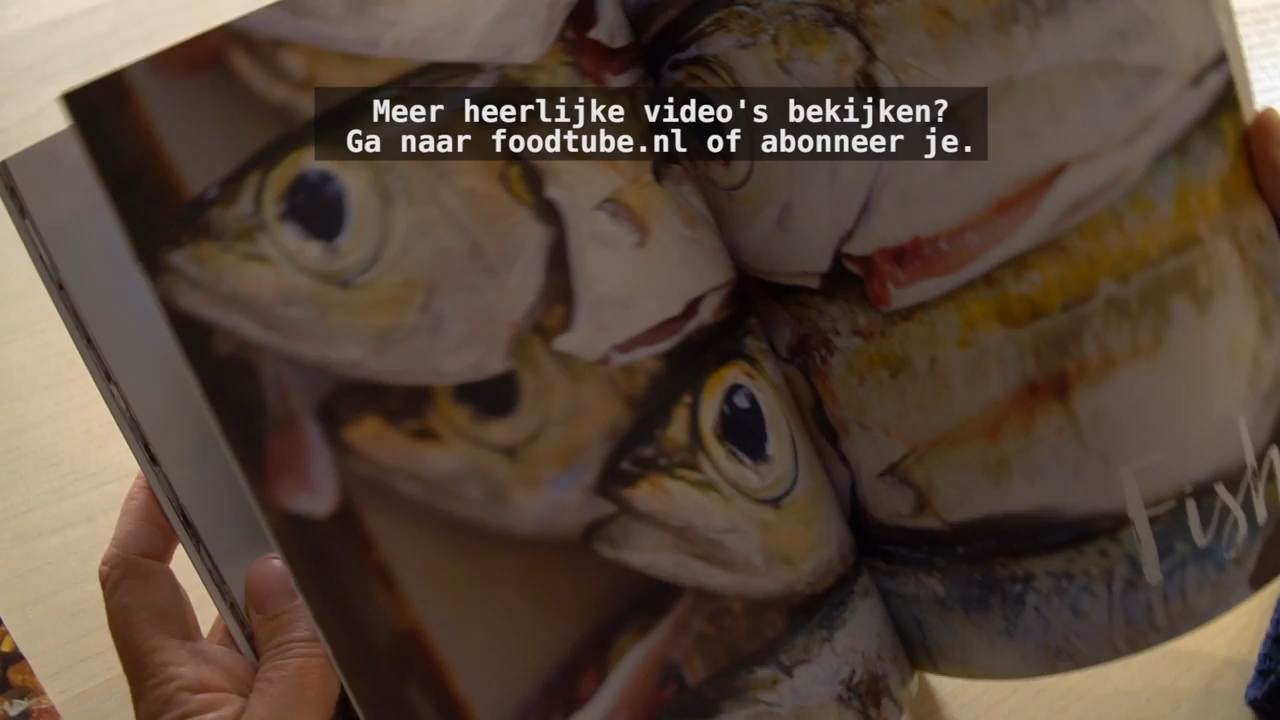 Meer heerlijke video's bekijken?
Ga naar foodtube.nl of abonneer je.
Fish